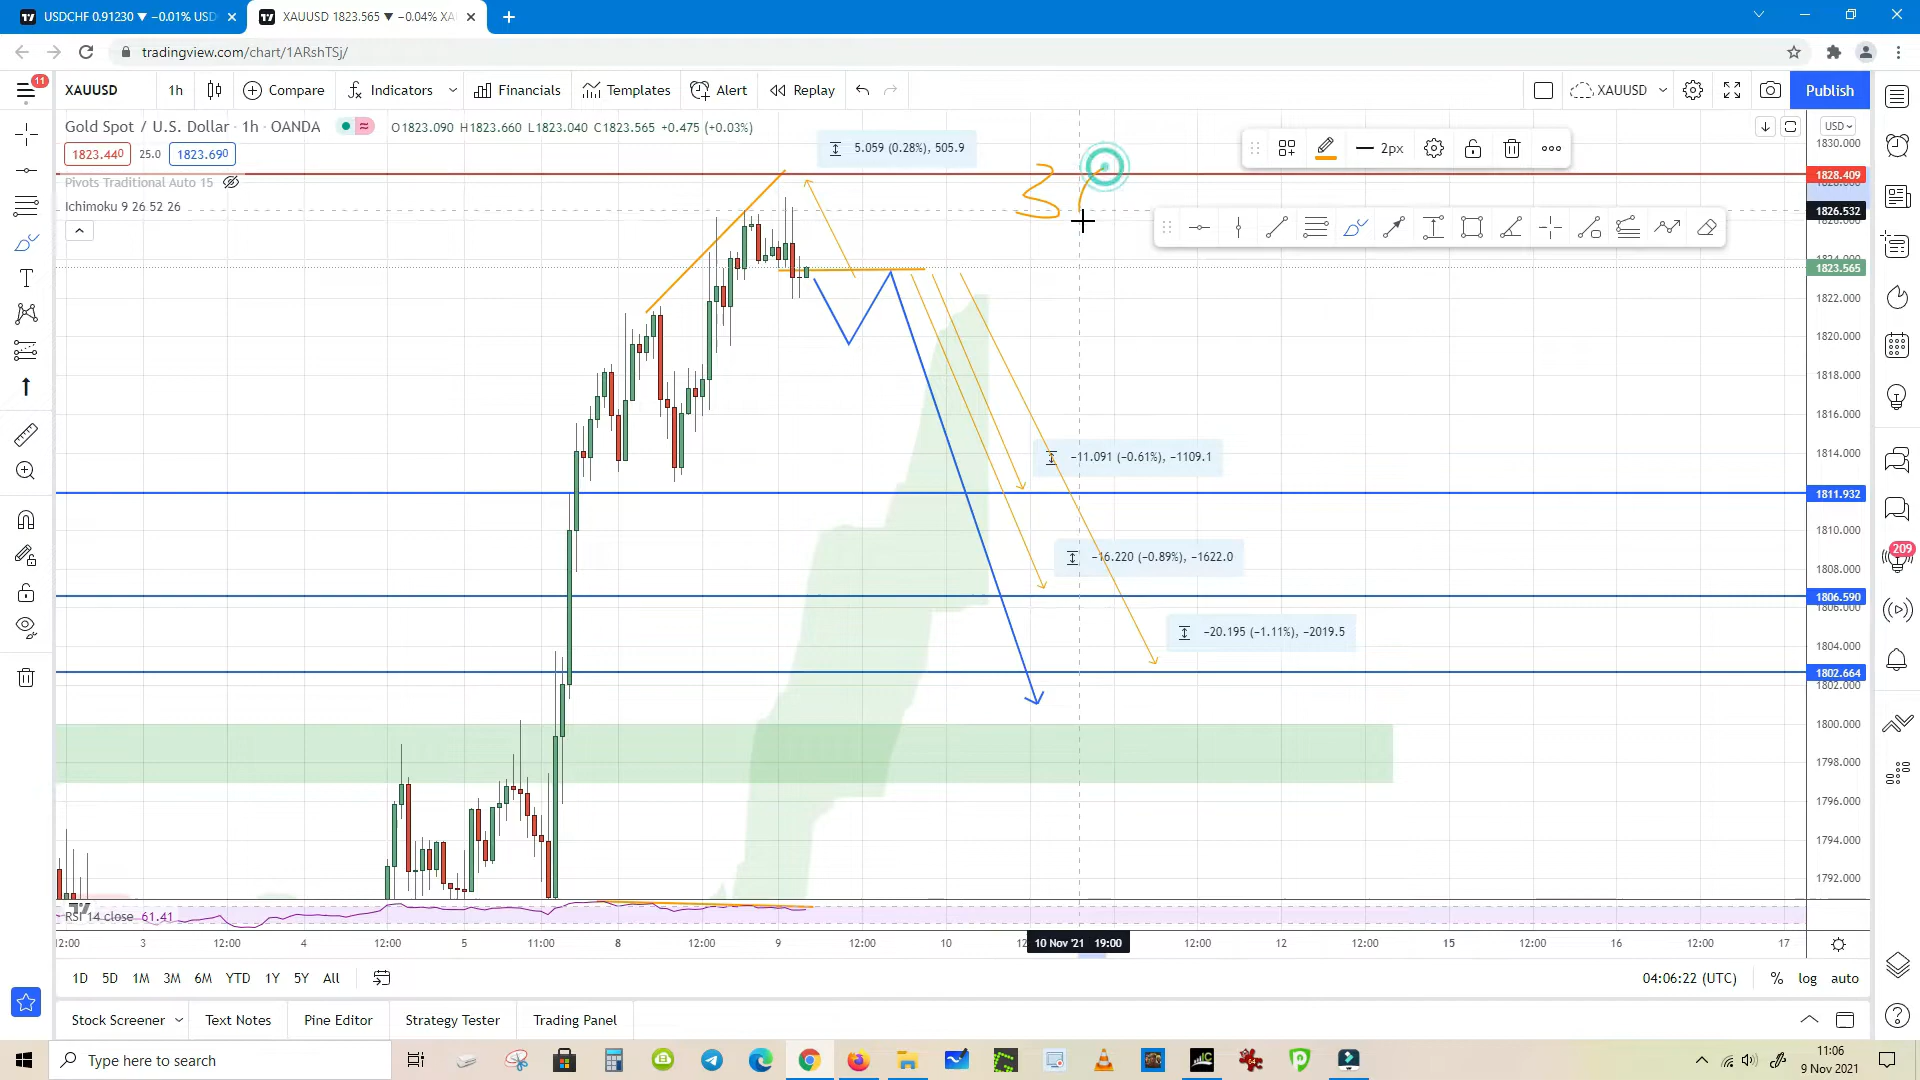 USDCHF 0.91230 ▼ −0.01% USD
XAUUSD 1823.565 ▼ −0.04% XA
tradingview.com/chart/1ARshTSj/
11
XAUUSD 1h Compare Indicators Financials Templates Alert Replay XAUUSD Publish
Gold Spot / U.S. Dollar · 1h · OANDA O1823.090 H1823.660 L1823.040 C1823.565 +0.475 (+0.03%)
1823.440 25.0 1823.690
Pivots Traditional Auto 15
Ichimoku 9 26 52 26
5.059 (0.28%), 505.9
2px
3
−11.091 (−0.61%), −1109.1
−16.220 (−0.89%), −1622.0
−20.195 (−1.11%), −2019.5
USD
1830.000
1828.409
1826.532
1823.565
1822.000
1820.000
1818.000
1816.000
1814.000
1811.932
1810.000
1808.000
1806.590
1804.000
1802.664
1802.000
1800.000
1798.000
1796.000
1794.000
1792.000
209
RSI 14 close 61.41
12:00 3 12:00 4 12:00 5 11:00 8 12:00 9 12:00 10 10 Nov '21 19:00 12:00 12 12:00 15 12:00 16 12:00 17
1D 5D 1M 3M 6M YTD 1Y 5Y All 04:06:22 (UTC) % log auto
Stock Screener Text Notes Pine Editor Strategy Tester Trading Panel
Type here to search
11:06
9 Nov 2021